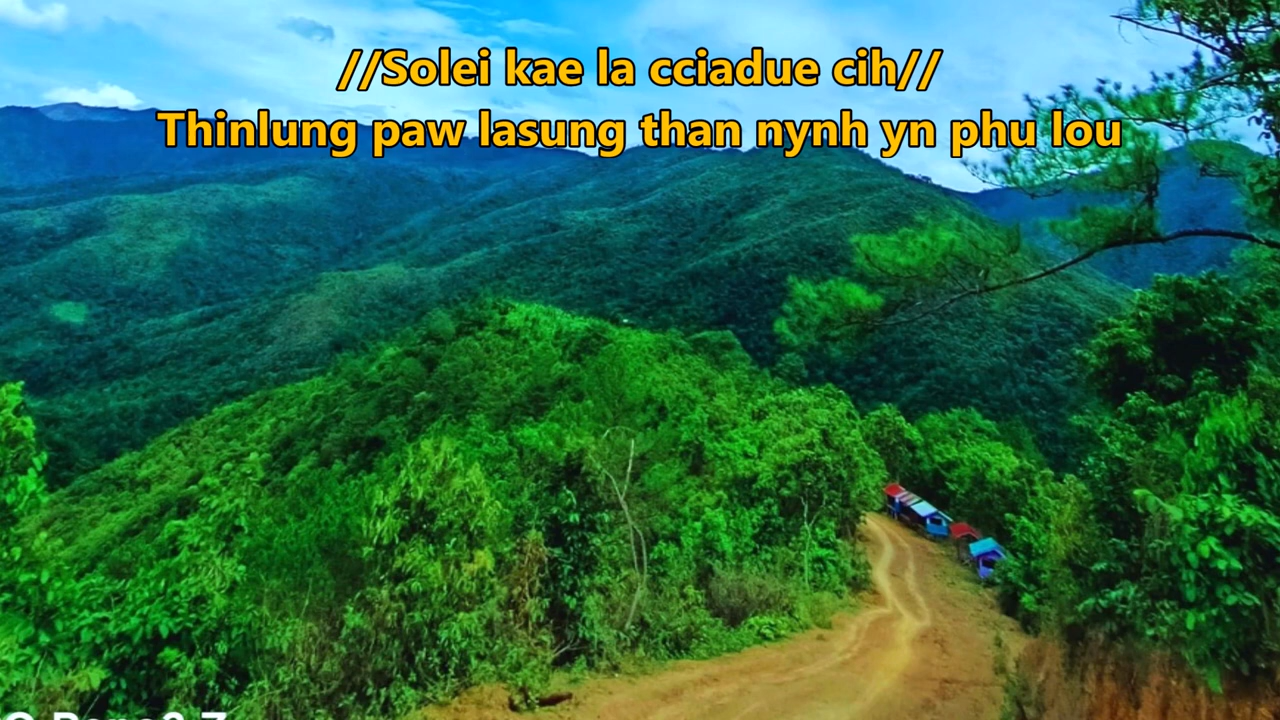 //Solei kae la cciadue cih//
Thinlung paw lasung than nynh yn phu lou